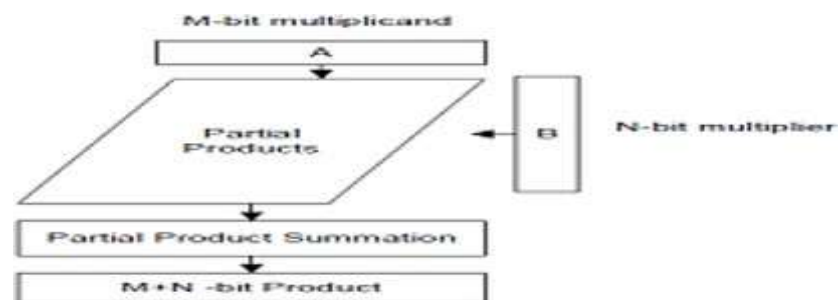 M-bit multiplicand
A
Partial
Products
B
N-bit multiplier
Partial Product Summation
M+N -bit Product